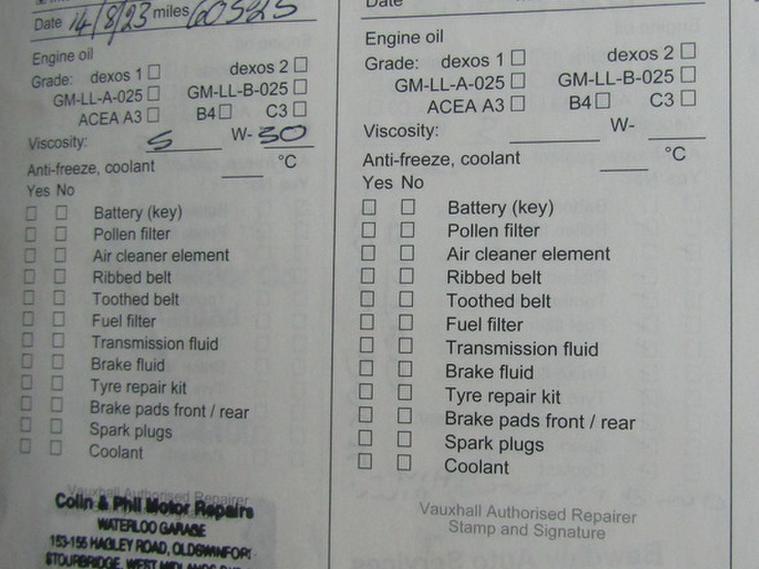 Date 14/8/23 miles 60525
Engine oil
Grade: dexos 1 dexos 2
GM-LL-A-025 GM-LL-B-025
ACEA A3 B4 C3
Viscosity: 5 W- 30
Anti-freeze, coolant °C
Yes No
Battery (key)
Pollen filter
Air cleaner element
Ribbed belt
Toothed belt
Fuel filter
Transmission fluid
Brake fluid
Tyre repair kit
Brake pads front / rear
Spark plugs
Coolant
Vauxhall Authorised Repairer
Colin & Phil Motor Repairs
WATERLOO GARAGE
153-155 HAGLEY ROAD, OLDSWINFORD
STOURBRIDGE, WEST MIDLANDS
Date
Engine oil
Grade: dexos 1 dexos 2
GM-LL-A-025 GM-LL-B-025
ACEA A3 B4 C3
Viscosity: W-
Anti-freeze, coolant °C
Yes No
Battery (key)
Pollen filter
Air cleaner element
Ribbed belt
Toothed belt
Fuel filter
Transmission fluid
Brake fluid
Tyre repair kit
Brake pads front / rear
Spark plugs
Coolant
Vauxhall Authorised Repairer
Stamp and Signature